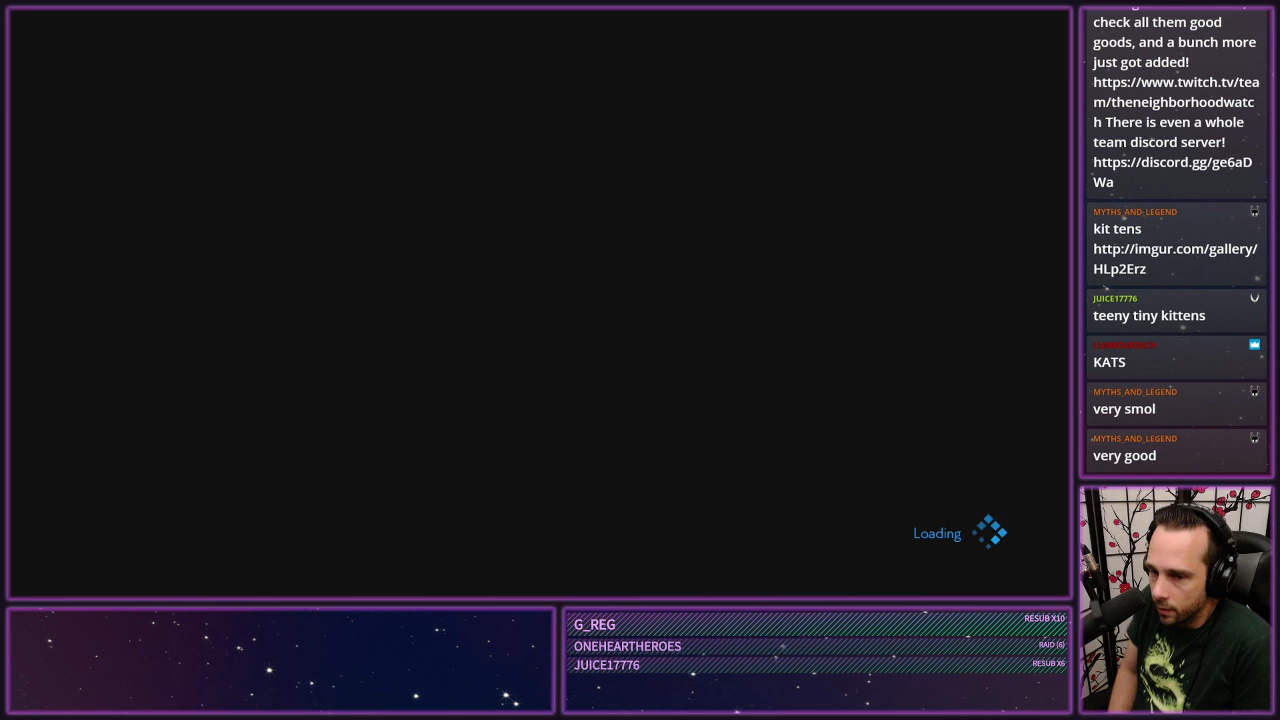 check all them good
goods, and a bunch more
just got added!
https://www.twitch.tv/tea
m/theneighborhoodwatc
h There is even a whole
team discord server!
https://discord.gg/ge6aD
Wa
MYTHS_AND_LEGEND
kit tens
http://imgur.com/gallery/
HLp2Erz
JUICE17776
teeny tiny kittens
KATS
MYTHS_AND_LEGEND
very smol
MYTHS_AND_LEGEND
very good
Loading
G_REG RESUB X10
ONEHEARTHEROES RAID (6)
JUICE17776 RESUB X6